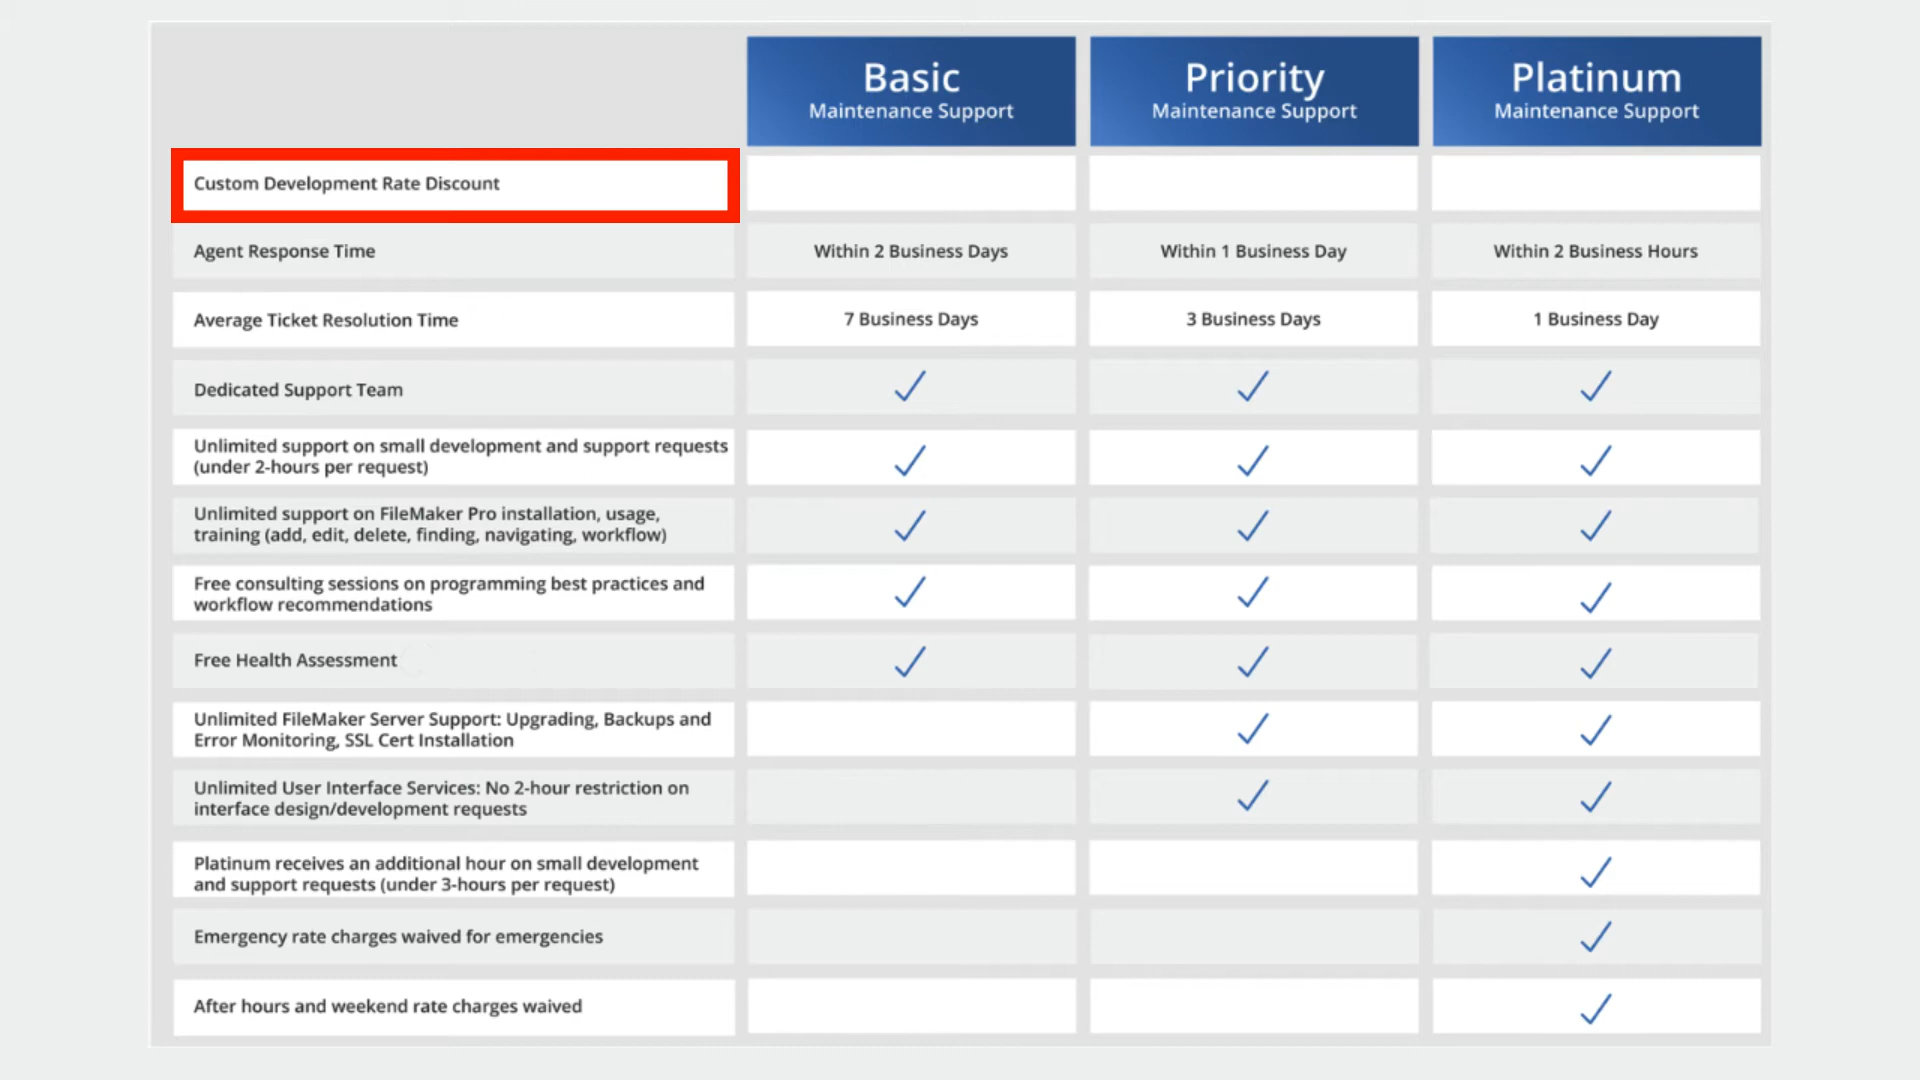 Basic
Maintenance Support
Priority
Maintenance Support
Platinum
Maintenance Support
Custom Development Rate Discount
Agent Response Time
Within 2 Business Days
Within 1 Business Day
Within 2 Business Hours
Average Ticket Resolution Time
7 Business Days
3 Business Days
1 Business Day
Dedicated Support Team
Unlimited support on small development and support requests
(under 2-hours per request)
Unlimited support on FileMaker Pro installation, usage,
training (add, edit, delete, finding, navigating, workflow)
Free consulting sessions on programming best practices and
workflow recommendations
Free Health Assessment
Unlimited FileMaker Server Support: Upgrading, Backups and
Error Monitoring, SSL Cert Installation
Unlimited User Interface Services: No 2-hour restriction on
interface design/development requests
Platinum receives an additional hour on small development
and support requests (under 3-hours per request)
Emergency rate charges waived for emergencies
After hours and weekend rate charges waived